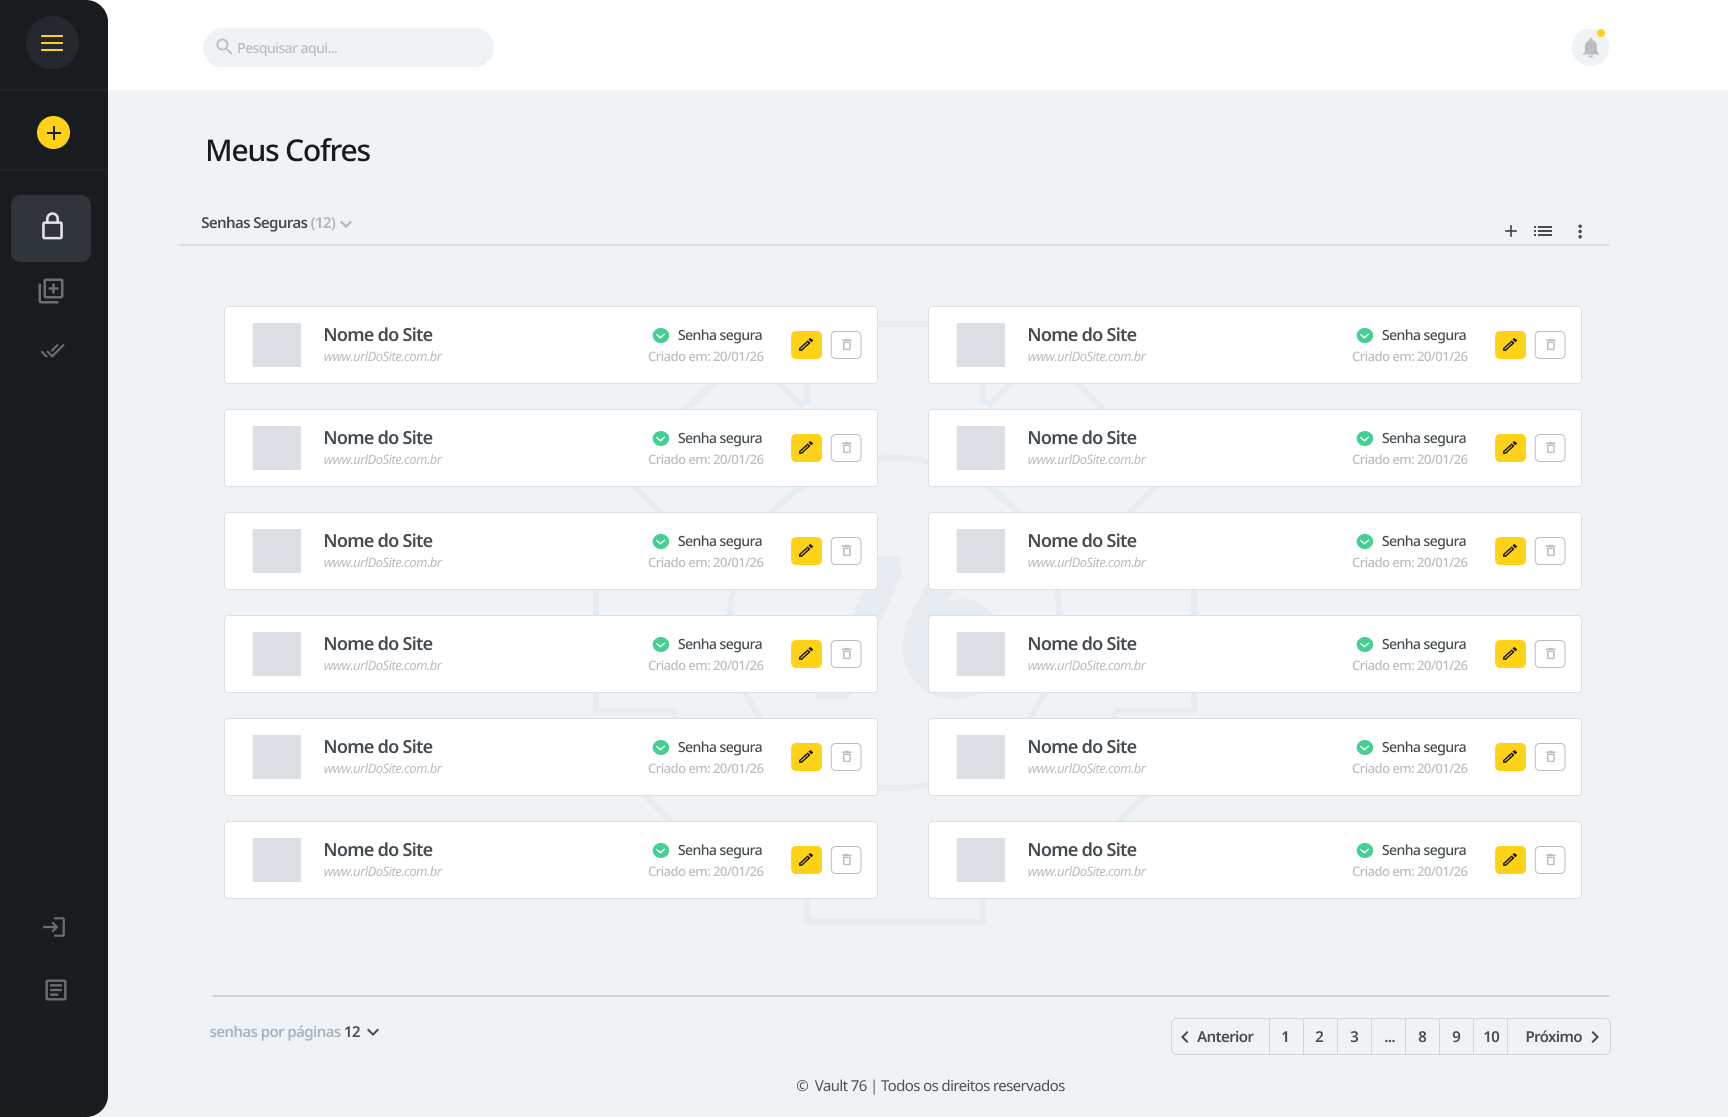 Pesquisar aqui...
Meus Cofres
Senhas Seguras (12)
Nome do Site
www.urlDoSite.com.br
Senha segura
Criado em: 20/01/26
Nome do Site
www.urlDoSite.com.br
Senha segura
Criado em: 20/01/26
Nome do Site
www.urlDoSite.com.br
Senha segura
Criado em: 20/01/26
Nome do Site
www.urlDoSite.com.br
Senha segura
Criado em: 20/01/26
Nome do Site
www.urlDoSite.com.br
Senha segura
Criado em: 20/01/26
Nome do Site
www.urlDoSite.com.br
Senha segura
Criado em: 20/01/26
Nome do Site
www.urlDoSite.com.br
Senha segura
Criado em: 20/01/26
Nome do Site
www.urlDoSite.com.br
Senha segura
Criado em: 20/01/26
Nome do Site
www.urlDoSite.com.br
Senha segura
Criado em: 20/01/26
Nome do Site
www.urlDoSite.com.br
Senha segura
Criado em: 20/01/26
Nome do Site
www.urlDoSite.com.br
Senha segura
Criado em: 20/01/26
Nome do Site
www.urlDoSite.com.br
Senha segura
Criado em: 20/01/26
76
senhas por páginas 12
Anterior 1 2 3 ... 8 9 10 Próximo
© Vault 76 | Todos os direitos reservados